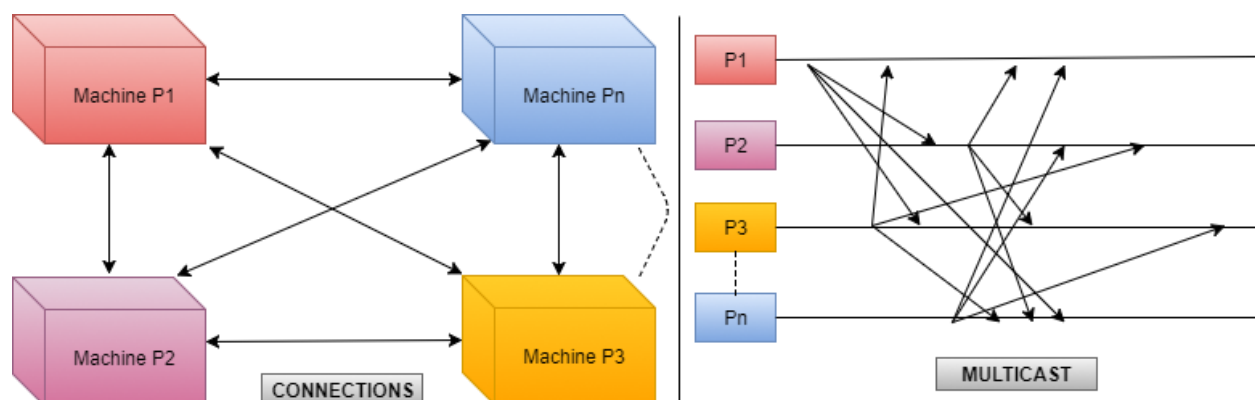 Machine P1
Machine Pn
Machine P2
Machine P3
CONNECTIONS
P1
P2
P3
Pn
MULTICAST